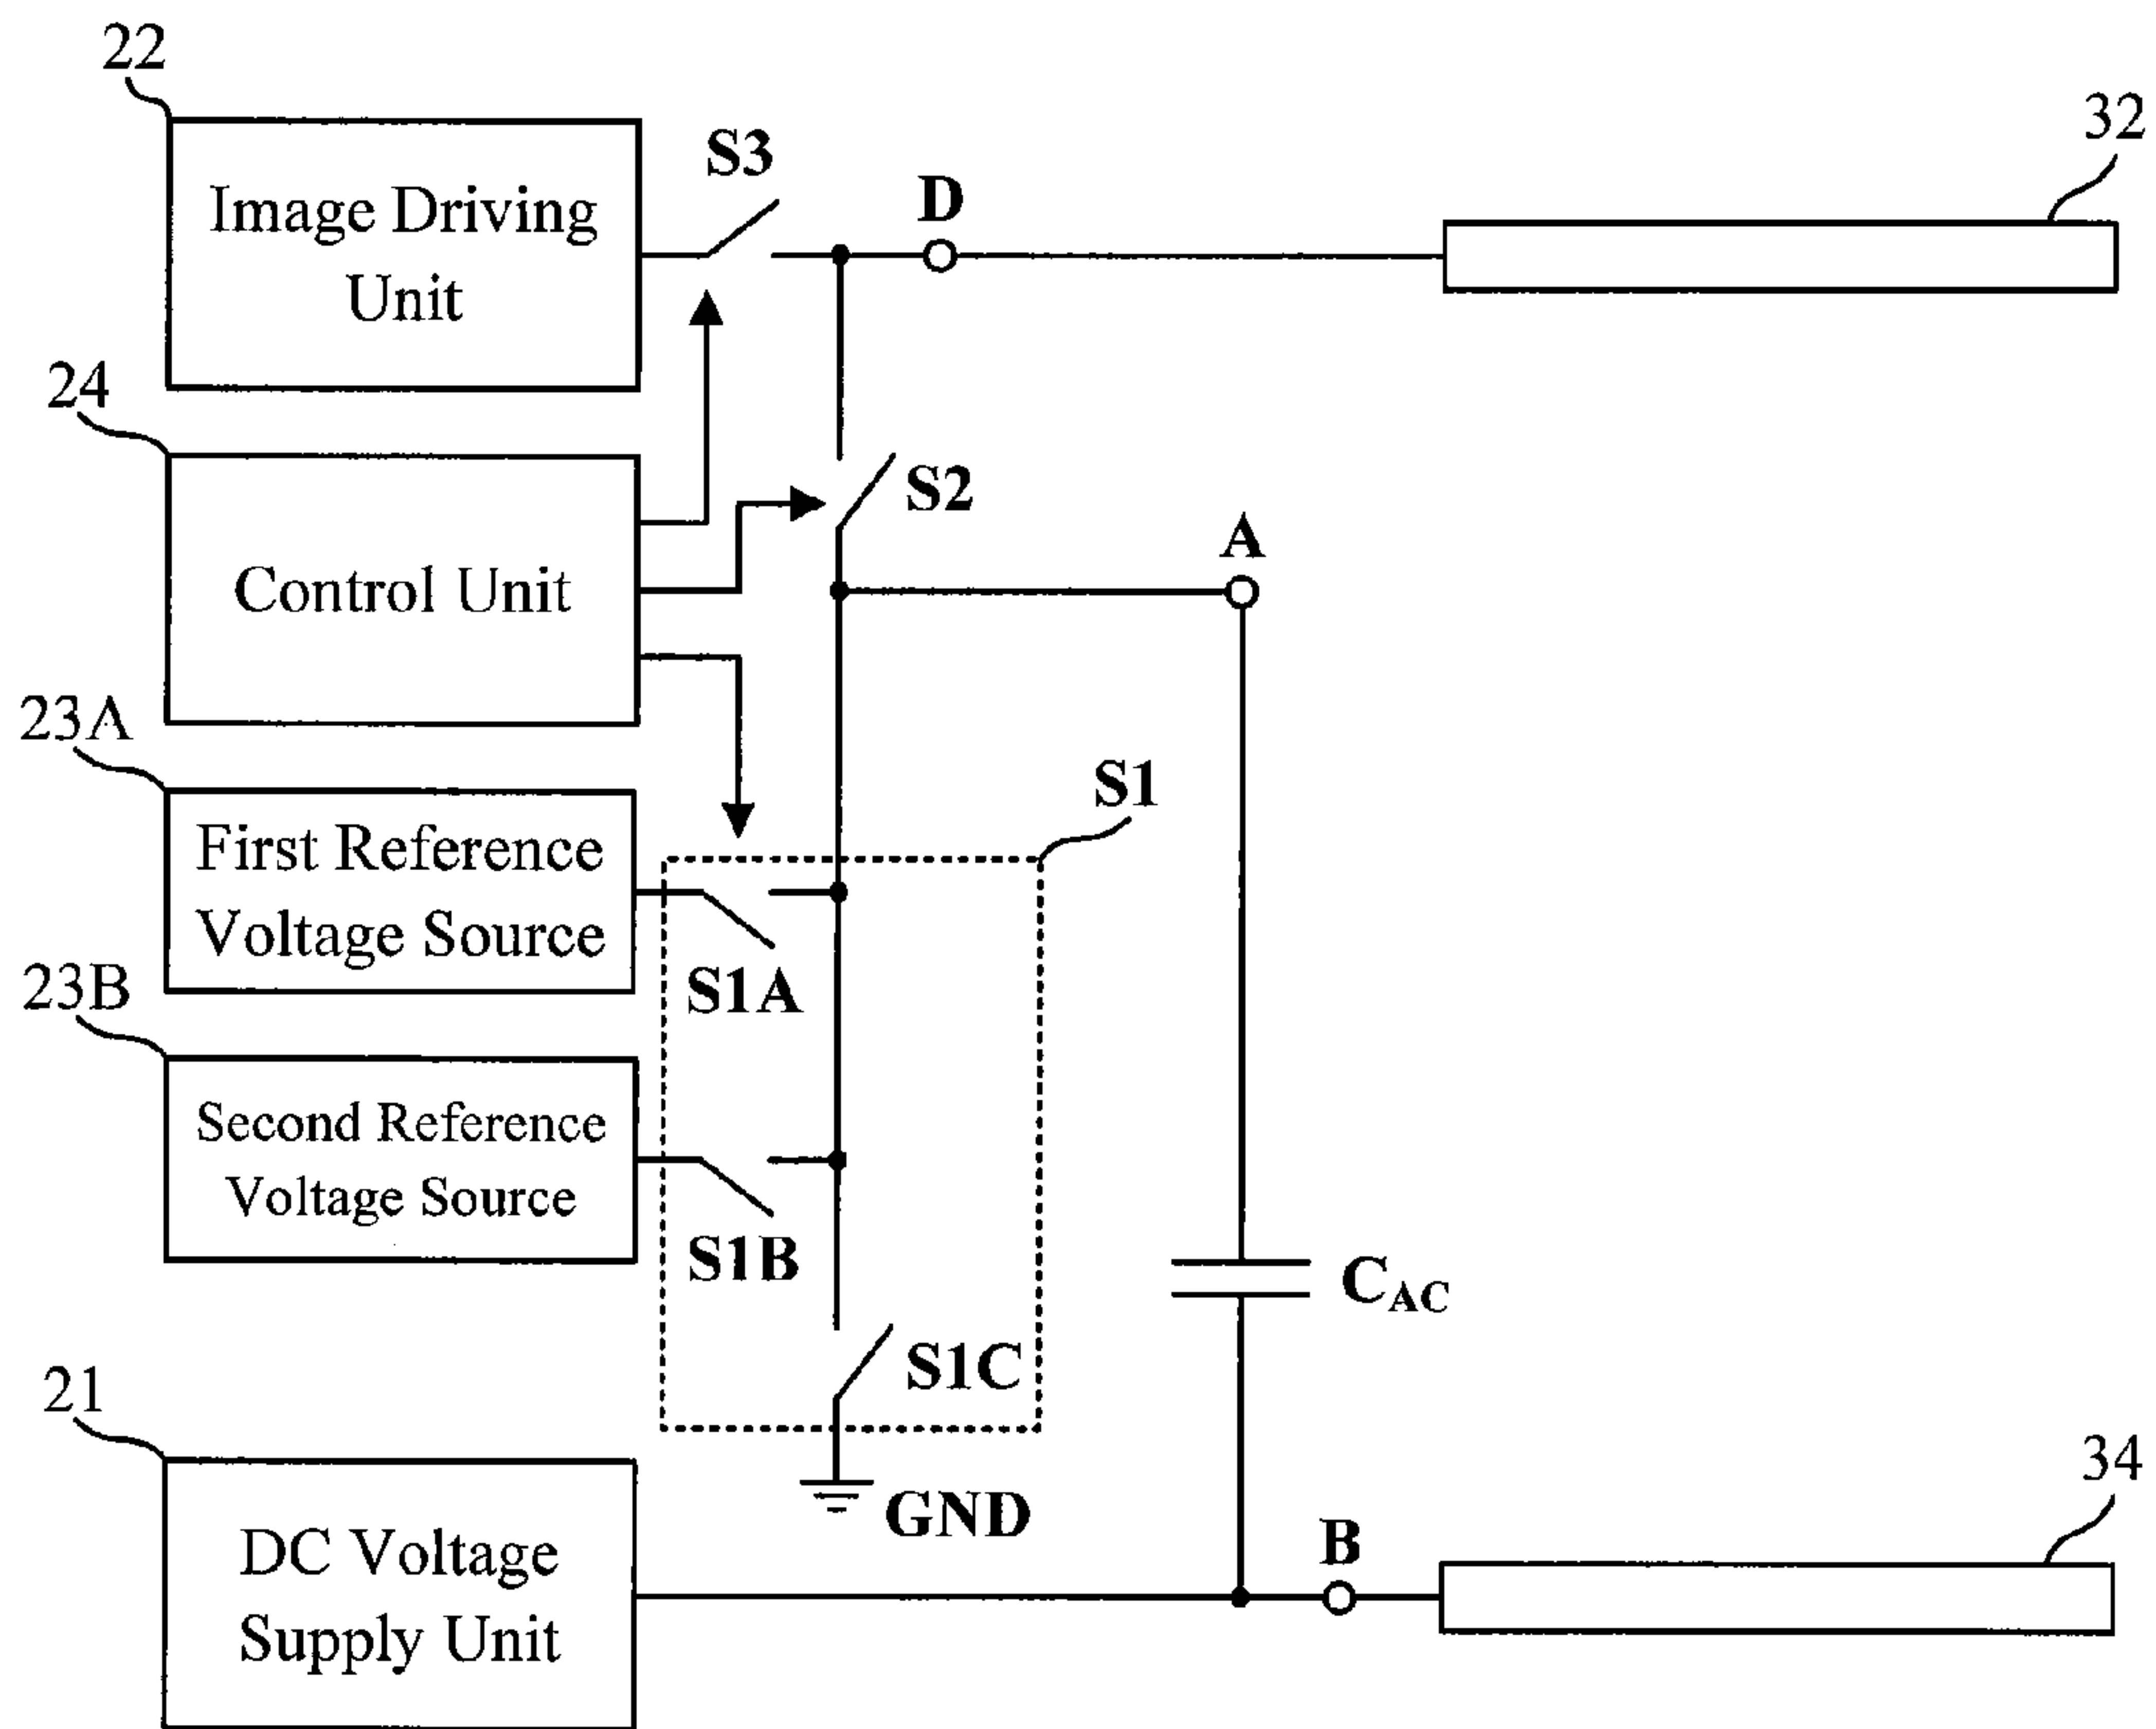 22
Image Driving
Unit
S3
D
32
24
Control Unit
S2
A
23A
First Reference
Voltage Source
S1
S1A
23B
Second Reference
Voltage Source
S1B
CAC
S1C
GND
21
DC Voltage
Supply Unit
B
34